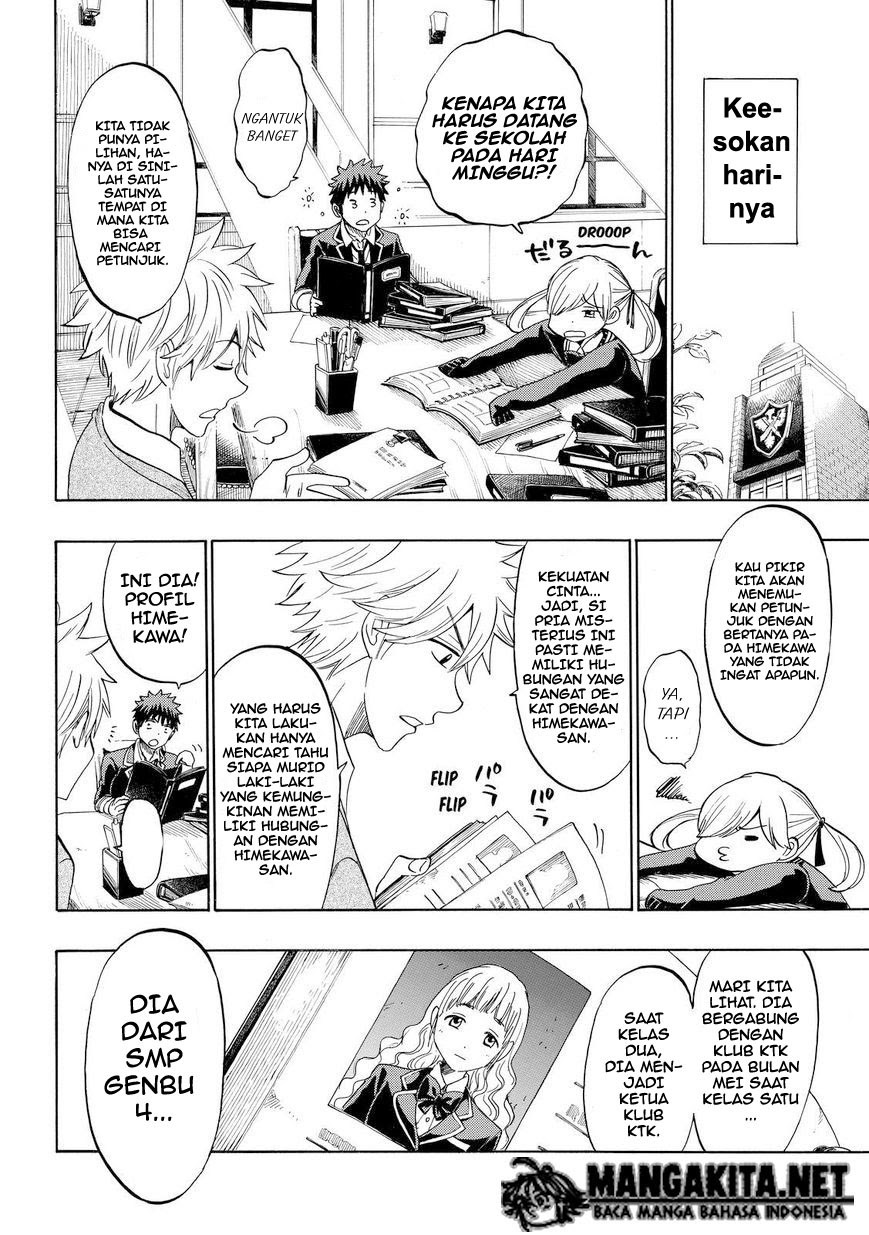 Kee-
sokan
hari-
nya
KENAPA KITA
HARUS DATANG
KE SEKOLAH
PADA HARI
MINGGU?!
DROOOP
だるーん
NGANTUK
BANGET
KITA TIDAK
PUNYA PI-
LIHAN, HA-
NYA DI SINI-
LAH SATU-
SATUNYA
TEMPAT DI
MANA KITA
BISA
MENCARI
PETUNJUK.
KAU PIKIR
KITA AKAN
MENEMU-
KAN PETUN-
JUK DENGAN
BERTANYA PA-
DA HIMEKAWA
YANG TIDAK
INGAT APAPUN.
YA,
TAPI
...
KEKUATAN
CINTA...
JADI, SI
PRIA MIS-
TERIUS INI
PASTI ME-
MILIKI HU-
BUNGAN YANG
SANGAT DE-
KAT DENGAN
HIMEKAWA-
SAN.
FLIP パラ
FLIP パラ
YANG HARUS
KITA LAKU-
KAN HANYA
MENCARI TAHU
SIAPA MURID
LAKI-LAKI
YANG KEMUNG-
KINAN MEMI-
LIKI HUBUNG-
AN DENGAN
HIMEKAWA-
SAN.
INI DIA!
PROFIL
HIME-
KAWA!
MARI KITA
LIHAT. DIA
BERGABUNG
DENGAN
KLUB KTK
PADA BULAN
MEI SAAT
KELAS SATU
...
SAAT
KELAS
DUA,
DIA MEN-
JADI
KETUA
KLUB
KTK.
DIA
DARI
SMP
GENBU
4...
MANGAKITA.NET
BACA MANGA BAHASA INDONESIA